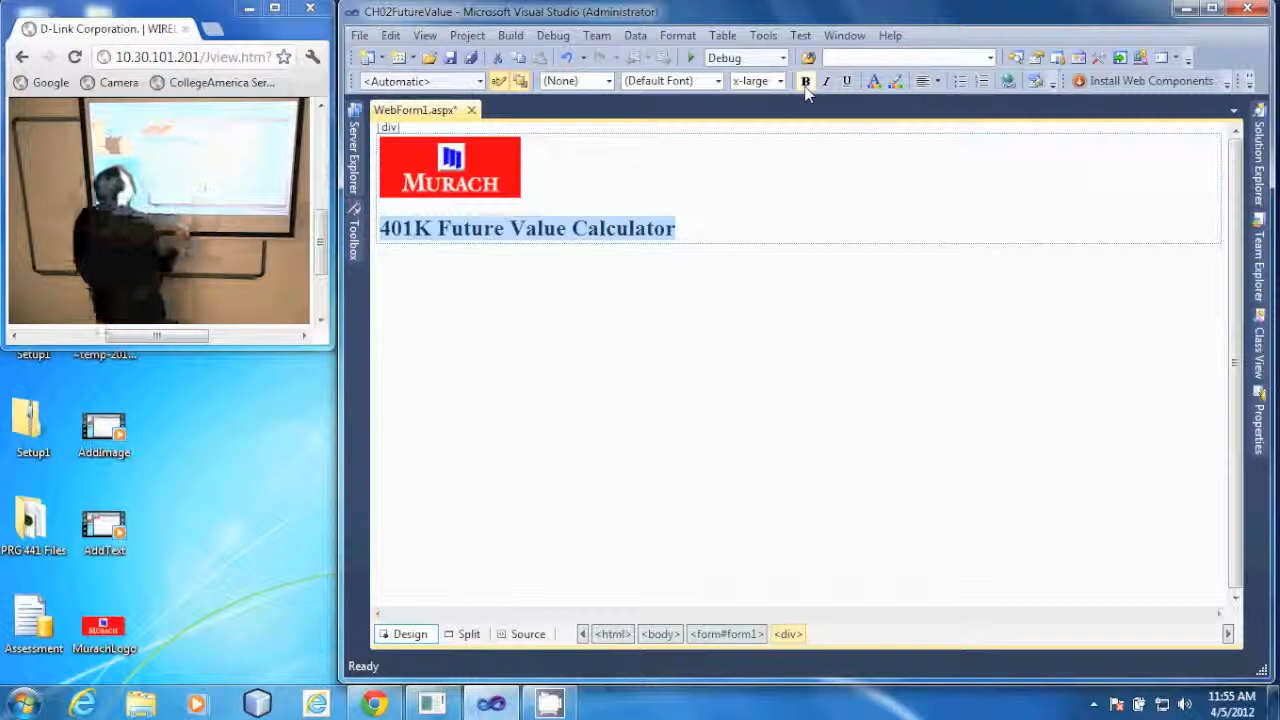 D-Link Corporation. | WIREL
10.30.101.201/Jview.htm?
Google Camera CollegeAmerica Ser...
Setup1 ~temp-201...
Setup1 AddImage
PRG 441 Files AddText
Assessment MurachLogo
MURACH
CH02FutureValue - Microsoft Visual Studio (Administrator)
File Edit View Project Build Debug Team Data Format Table Tools Test Window Help
Debug
<Automatic> (None) (Default Font) x-large B I U A Install Web Components
WebForm1.aspx*
div
MURACH
401K Future Value Calculator
Server Explorer
Toolbox
Solution Explorer
Team Explorer
Class View
Properties
Design Split Source <html> <body> <form#form1> <div>
Ready
11:55 AM
4/5/2012